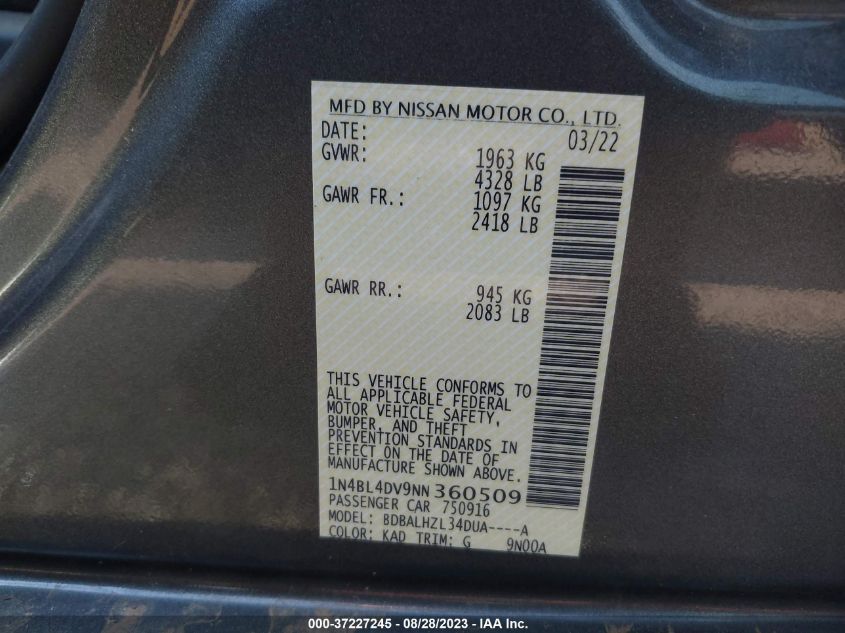 MFD BY NISSAN MOTOR CO., LTD.
DATE: 03/22
GVWR: 1963 KG
4328 LB
GAWR FR.: 1097 KG
2418 LB
GAWR RR.: 945 KG
2083 LB
THIS VEHICLE CONFORMS TO
ALL APPLICABLE FEDERAL
MOTOR VEHICLE SAFETY,
BUMPER, AND THEFT
PREVENTION STANDARDS IN
EFFECT ON THE DATE OF
MANUFACTURE SHOWN ABOVE.
1N4BL4DV9NN360509
PASSENGER CAR 750916
MODEL: BDBALHZL34DUA----A
COLOR: KAD TRIM: G 9N00A
000-37227245 - 08/28/2023 - IAA Inc.